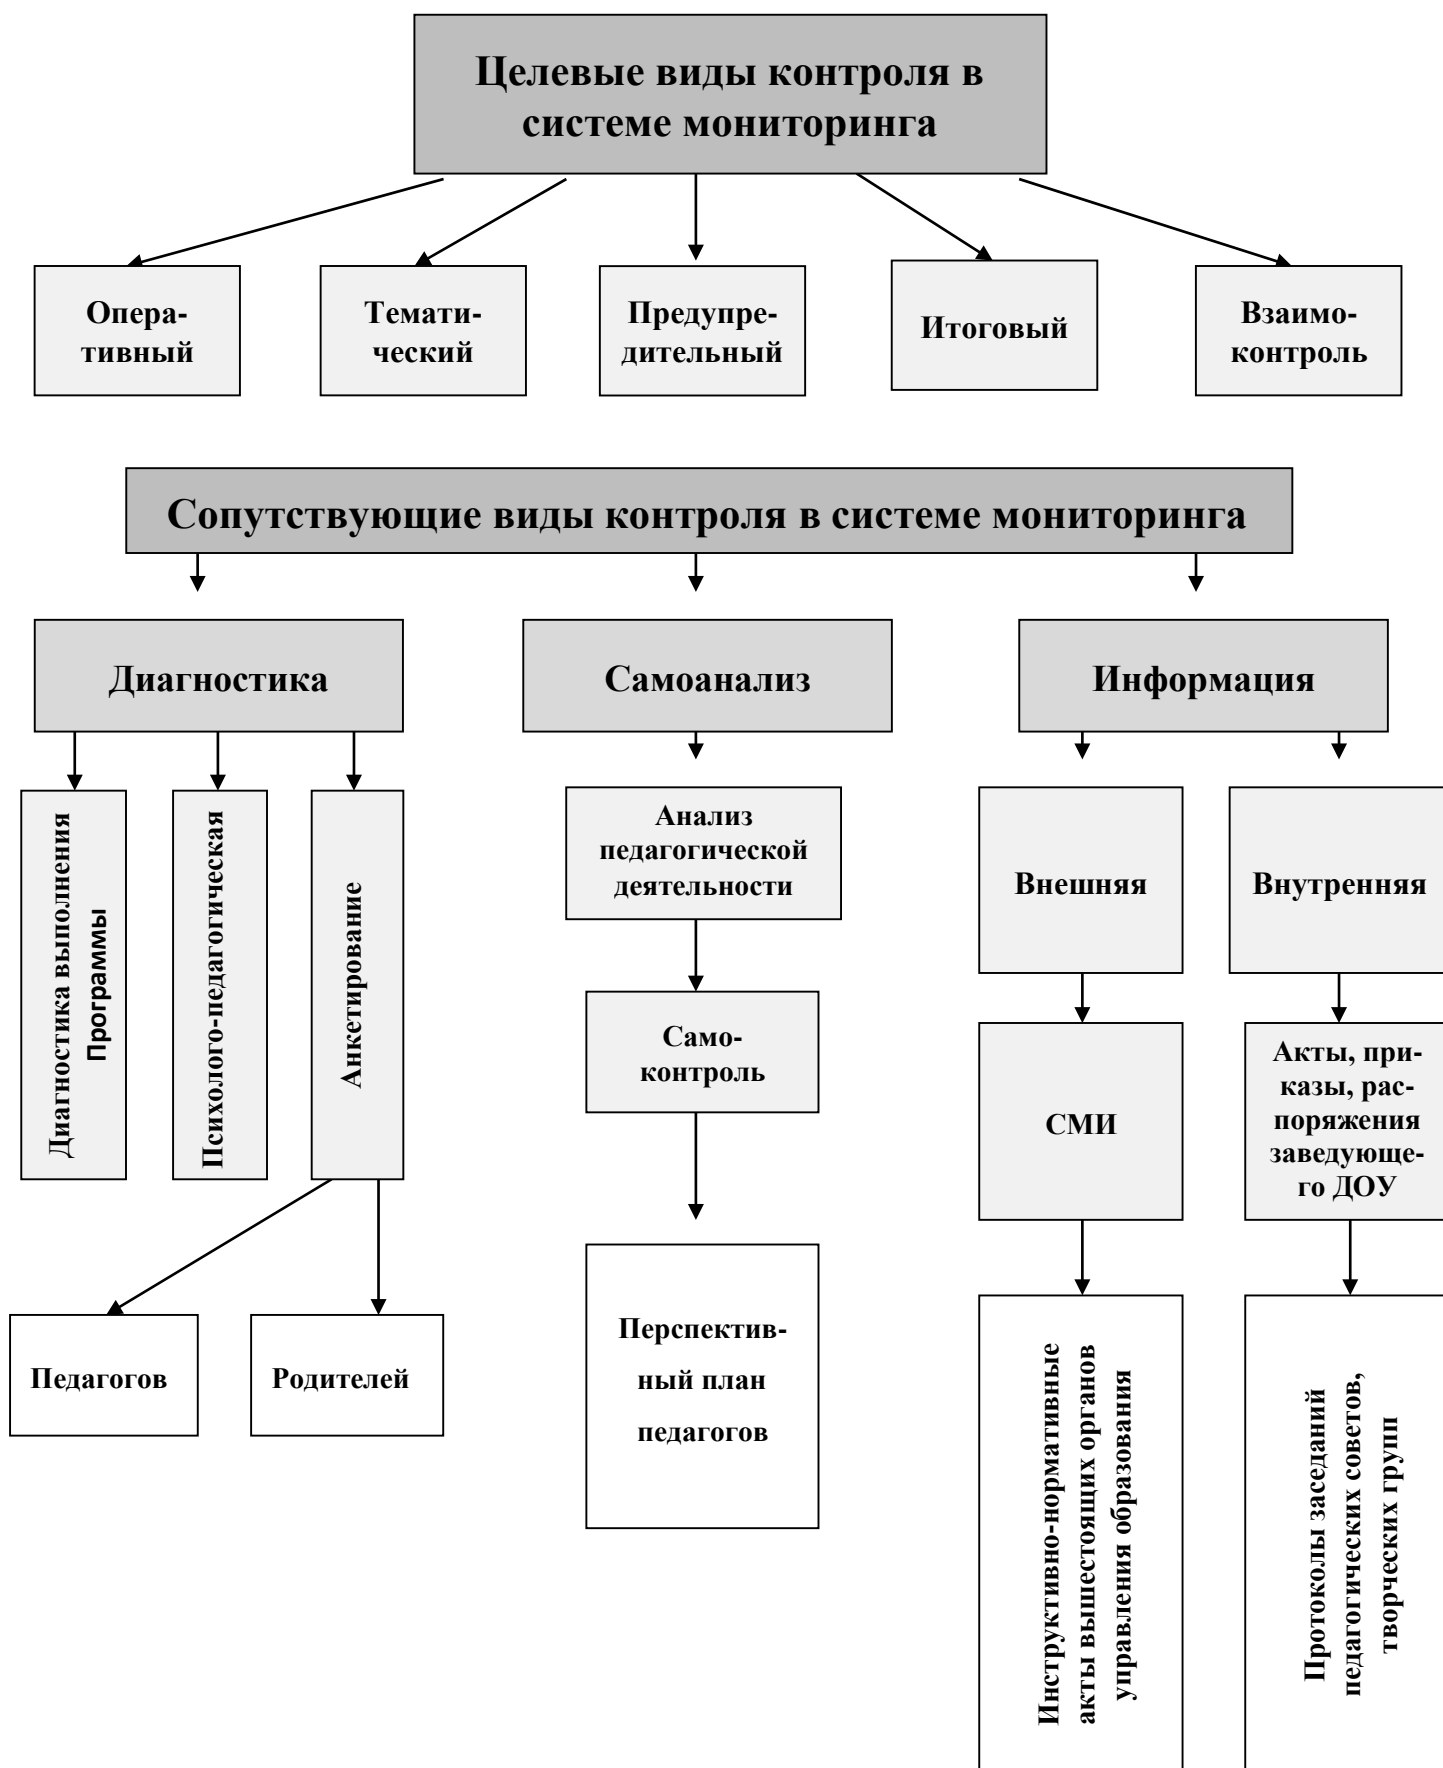 Целевые виды контроля в
системе мониторинга
Опера-
тивный
Темати-
ческий
Предупре-
дительный
Итоговый
Взаимо-
контроль
Сопутствующие виды контроля в системе мониторинга
Диагностика
Самоанализ
Информация
Диагностика выполнения
Программы
Психолого-педагогическая
Анкетирование
Педагогов
Родителей
Анализ
педагогической
деятельности
Само-
контроль
Перспектив-
ный план
педагогов
Внешняя
СМИ
Инструктивно-нормативные
акты вышестоящих органов
управления образования
Внутренняя
Акты, при-
казы, рас-
поряжения
заведующе-
го ДОУ
Протоколы заседаний
педагогических советов,
творческих групп